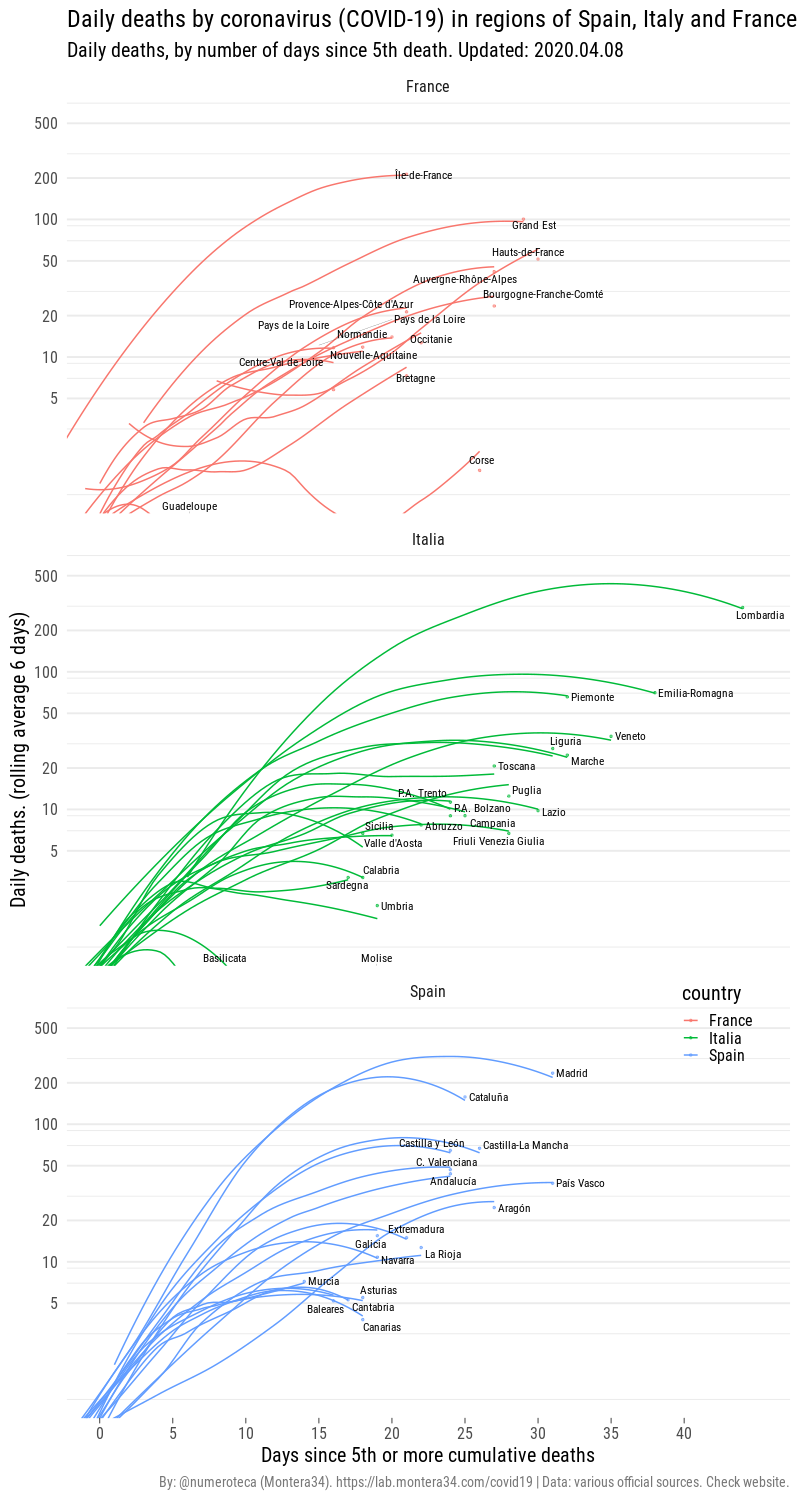 Daily deaths by coronavirus (COVID-19) in regions of Spain, Italy and France
Daily deaths, by number of days since 5th death. Updated: 2020.04.08
France
500
200
100
50
20
10
5
Île-de-France
Grand Est
Hauts-de-France
Auvergne-Rhône-Alpes
Bourgogne-Franche-Comté
Provence-Alpes-Côte d'Azur
Pays de la Loire
Pays de la Loire
Normandie
Occitanie
Nouvelle-Aquitaine
Centre-Val de Loire
Bretagne
Corse
Guadeloupe
Italia
500
200
100
50
20
10
5
Lombardia
Emilia-Romagna
Piemonte
Veneto
Liguria
Marche
Toscana
Puglia
P.A. Trento
P.A. Bolzano
Lazio
Campania
Abruzzo
Sicilia
Friuli Venezia Giulia
Valle d'Aosta
Calabria
Sardegna
Umbria
Basilicata
Molise
Daily deaths. (rolling average 6 days)
Spain
country
France
Italia
Spain
500
200
100
50
20
10
5
Madrid
Cataluña
Castilla y León
Castilla-La Mancha
C. Valenciana
Andalucía
País Vasco
Aragón
Extremadura
Galicia
La Rioja
Navarra
Murcia
Asturias
Baleares
Cantabria
Canarias
0 5 10 15 20 25 30 35 40
Days since 5th or more cumulative deaths
By: @numeroteca (Montera34). https://lab.montera34.com/covid19 | Data: various official sources. Check website.